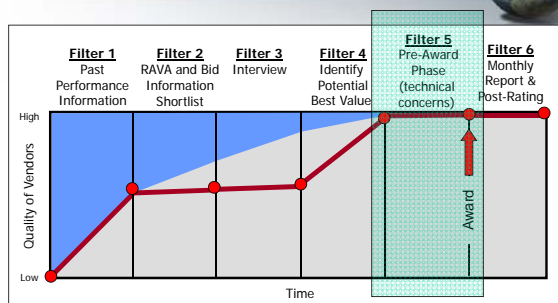 Filter 1
Past
Performance
Information
Filter 2
RAVA and Bid
Information
Shortlist
Filter 3
Interview
Filter 4
Identify
Potential
Best Value
Filter 5
Pre-Award
Phase
(technical
concerns)
Filter 6
Monthly
Report &
Post-Rating
High
Quality of Vendors
Low
Award
Time